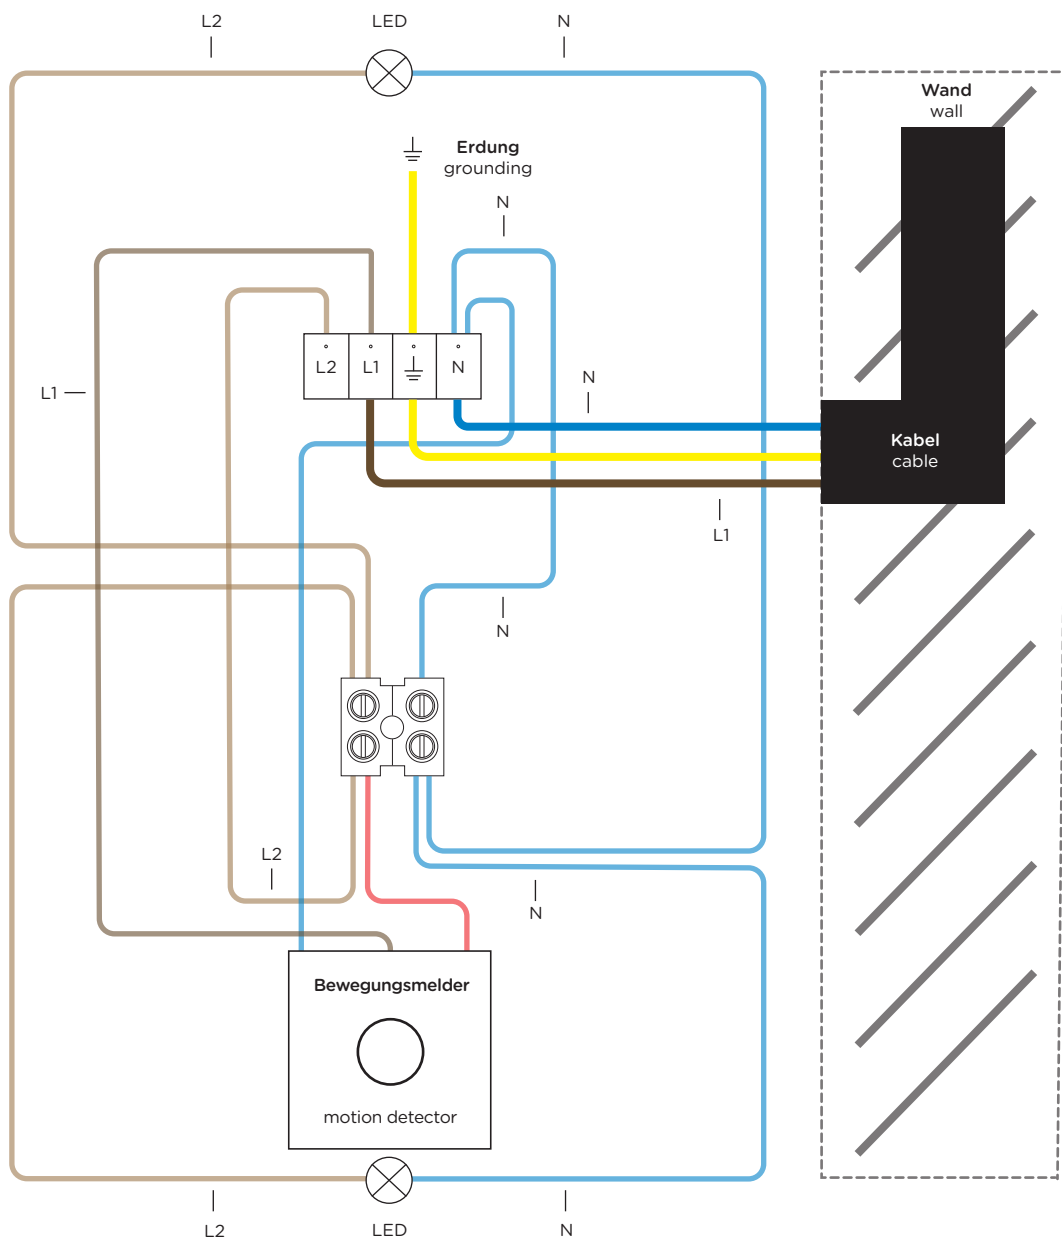 L2
LED
N
Wand
wall
Erdung
grounding
N
L2
L1
N
L1
N
Kabel
cable
L1
N
L2
N
Bewegungsmelder
motion detector
L2
LED
N